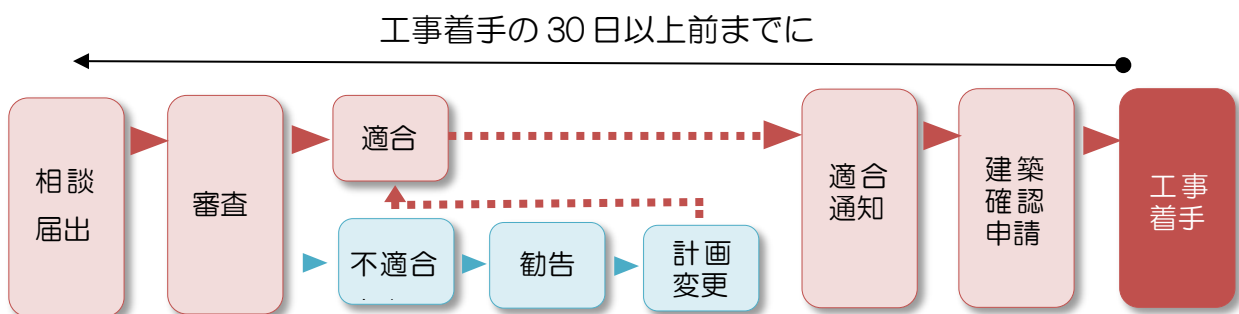 工事着手の30日以上前までに
相談
届出
審査
適合
不適合
勧告
計画
変更
適合
通知
建築
確認
申請
工事
着手